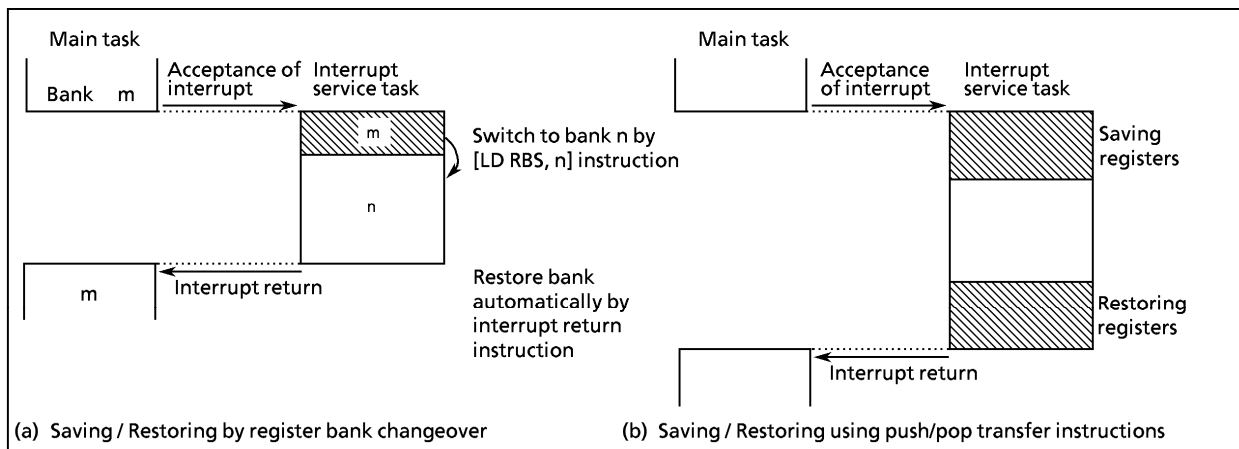 Main task
Bank m
Acceptance of
interrupt
Interrupt
service task
m
Switch to bank n by
[LD RBS, n] instruction
n
Interrupt return
m
Restore bank
automatically by
interrupt return
instruction
(a) Saving / Restoring by register bank changeover
Main task
Acceptance
of interrupt
Interrupt
service task
Saving
registers
Restoring
registers
Interrupt return
(b) Saving / Restoring using push/pop transfer instructions